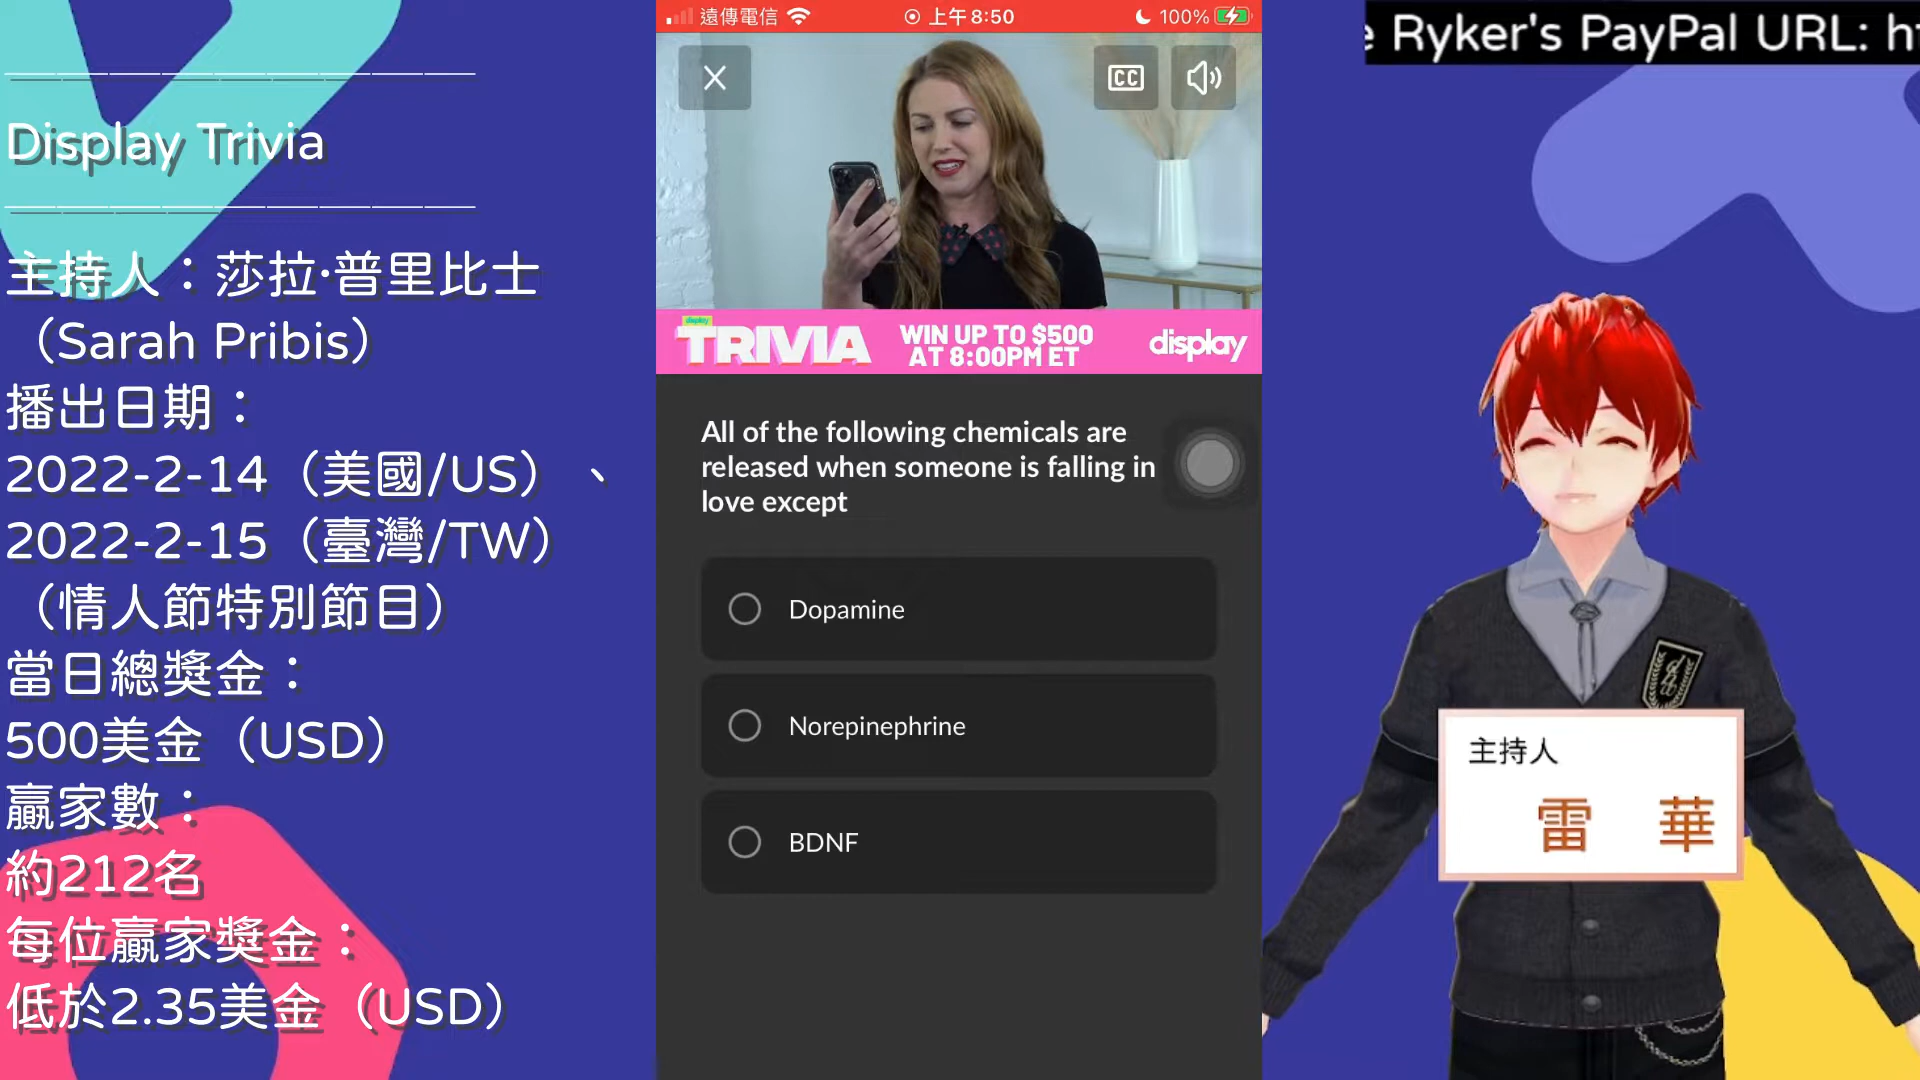 Display Trivia
主持人：莎拉·普里比士
（Sarah Pribis）
播出日期：
2022-2-14（美國/US）、
2022-2-15（臺灣/TW）
（情人節特別節目）
當日總獎金：
500美金（USD）
贏家數：
約212名
每位贏家獎金：
低於2.35美金（USD）
遠傳電信
上午8:50
100%
CC
display
TRIVIA
WIN UP TO $500
AT 8:00PM ET
display
All of the following chemicals are
released when someone is falling in
love except
Dopamine
Norepinephrine
BDNF
Ryker's PayPal URL:
主持人
雷 華